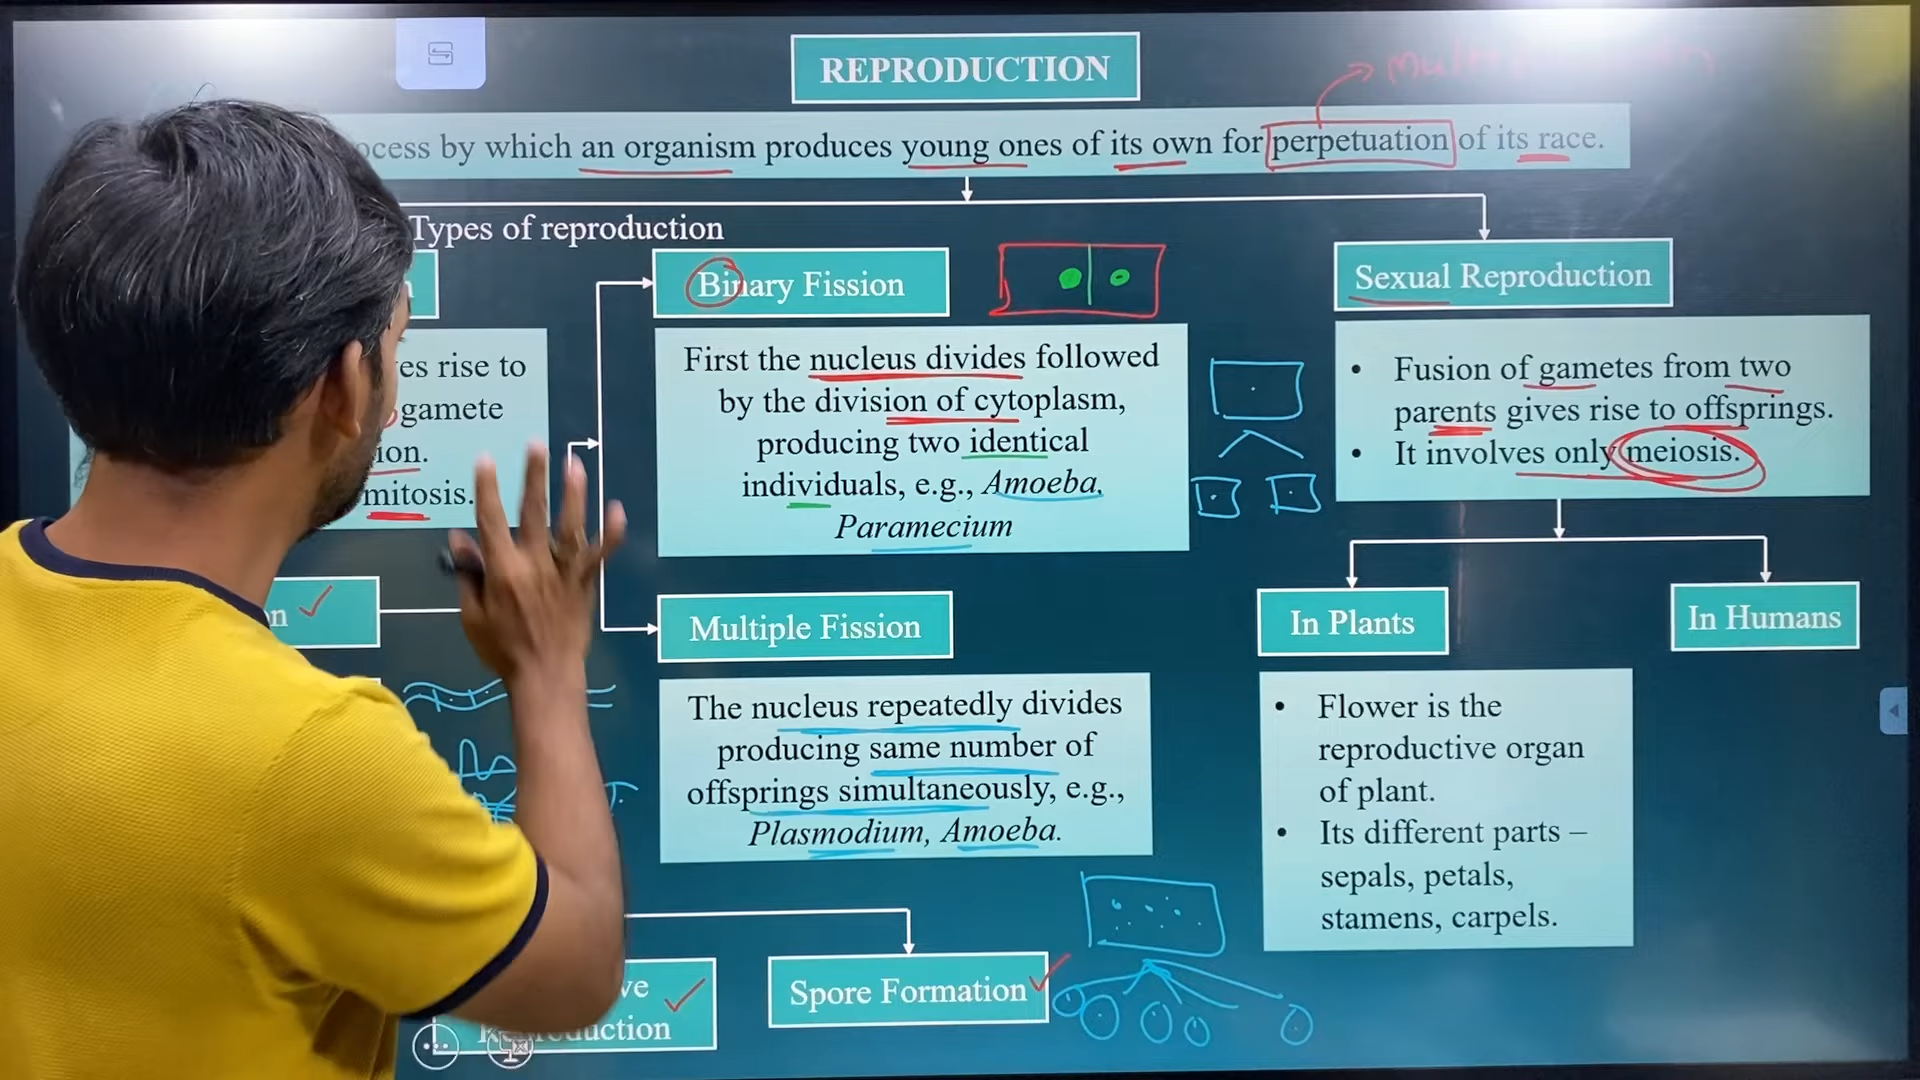 REPRODUCTION
ocess by which an organism produces young ones of its own for perpetuation of its race.
Types of reproduction
Binary Fission
First the nucleus divides followed
by the division of cytoplasm,
producing two identical
individuals, e.g., Amoeba,
Paramecium
Multiple Fission
The nucleus repeatedly divides
producing same number of
offsprings simultaneously, e.g.,
Plasmodium, Amoeba.
es rise to
gamete
ion.
mitosis.
n
ve
Spore Formation
Sexual Reproduction
• Fusion of gametes from two
parents gives rise to offsprings.
• It involves only meiosis.
In Plants
• Flower is the
reproductive organ
of plant.
• Its different parts –
sepals, petals,
stamens, carpels.
In Humans